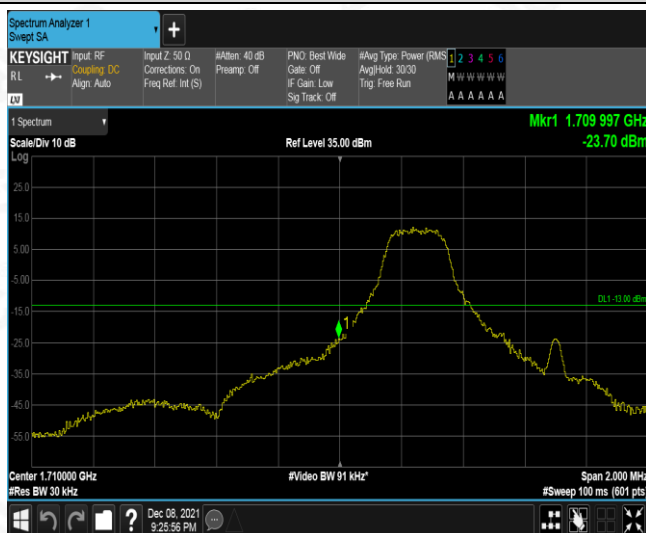 Spectrum Analyzer 1
Swept SA
+
KEYSIGHT
RL
LXI
Input: RF
Coupling: DC
Align: Auto
Input Z: 50 Ω
Corrections: On
Freq Ref: Int (S)
#Atten: 40 dB
Preamp: Off
PNO: Best Wide
Gate: Off
IF Gain: Low
Sig Track: Off
#Avg Type: Power (RMS
Avg|Hold: 30/30
Trig: Free Run
1 2 3 4 5 6
M W W W W W
A A A A A A
1 Spectrum
Scale/Div 10 dB
Log
Ref Level 35.00 dBm
Mkr1 1.709 997 GHz
-23.70 dBm
25.0
15.0
5.00
-5.00
DL1 -13.00 dBm
-15.0
1
-25.0
-35.0
-45.0
-55.0
Center 1.710000 GHz
#Res BW 30 kHz
#Video BW 91 kHz*
Span 2.000 MHz
#Sweep 100 ms (601 pts)
?
Dec 08, 2021
9:25:56 PM